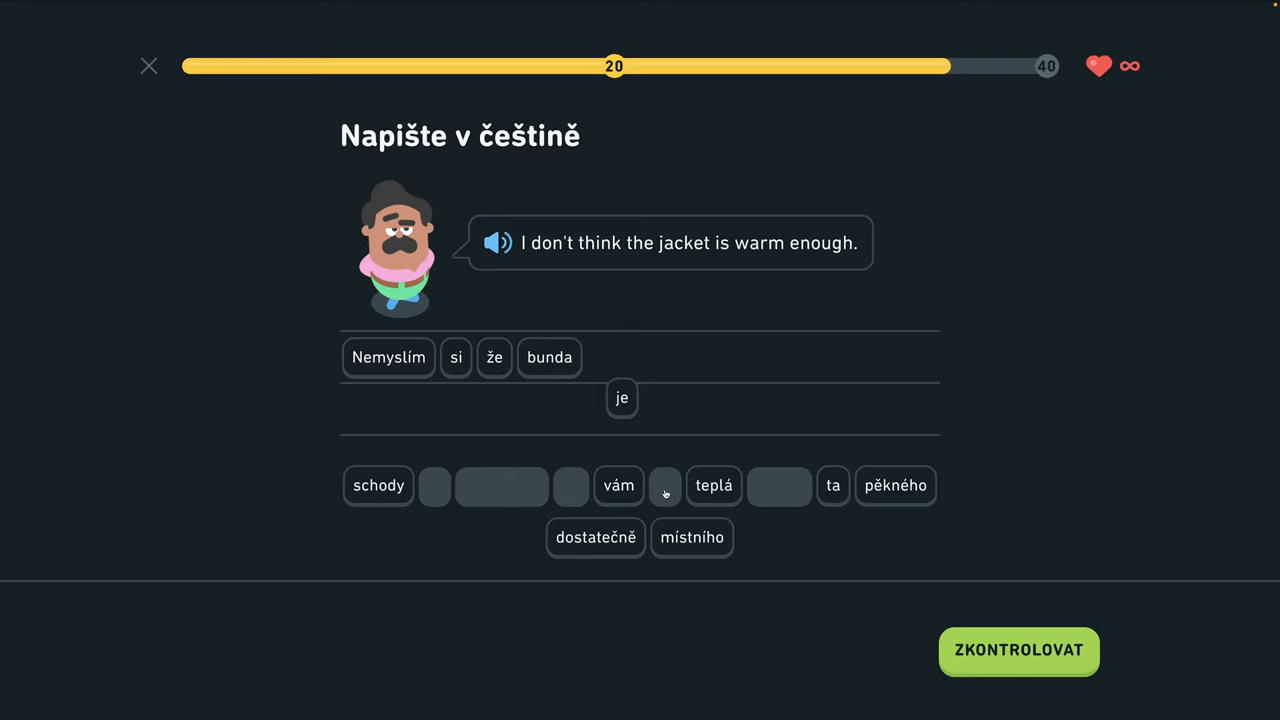 20
40
Napište v češtině
I don't think the jacket is warm enough.
Nemyslím si že bunda
je
schody vám teplá ta pěkného
dostatečně místního
ZKONTROLOVAT